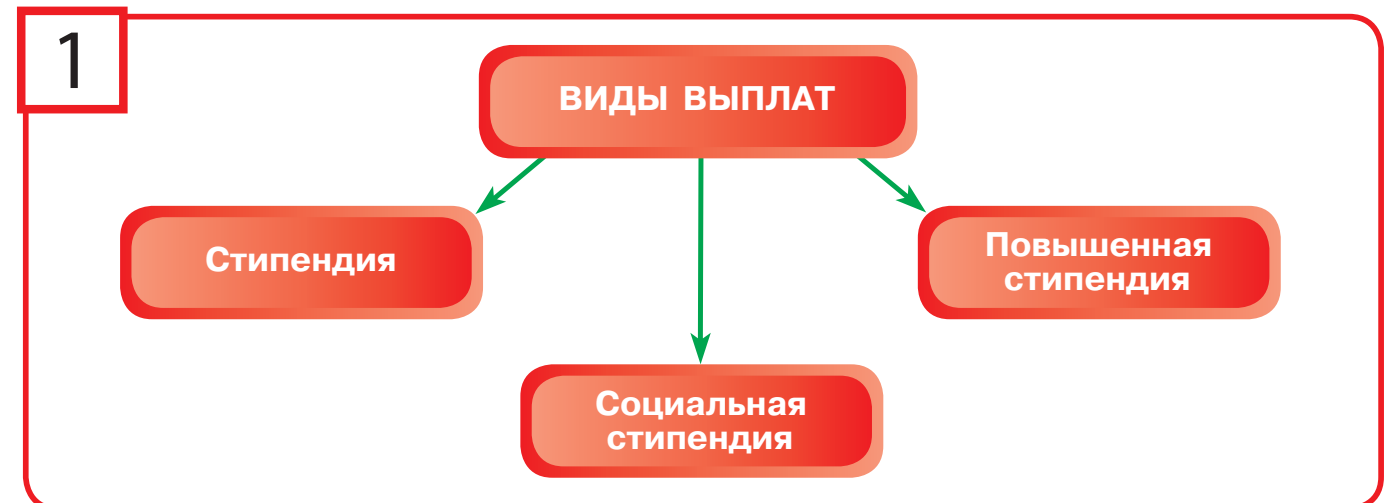 1
ВИДЫ ВЫПЛАТ
Стипендия
Повышенная
стипендия
Социальная
стипендия